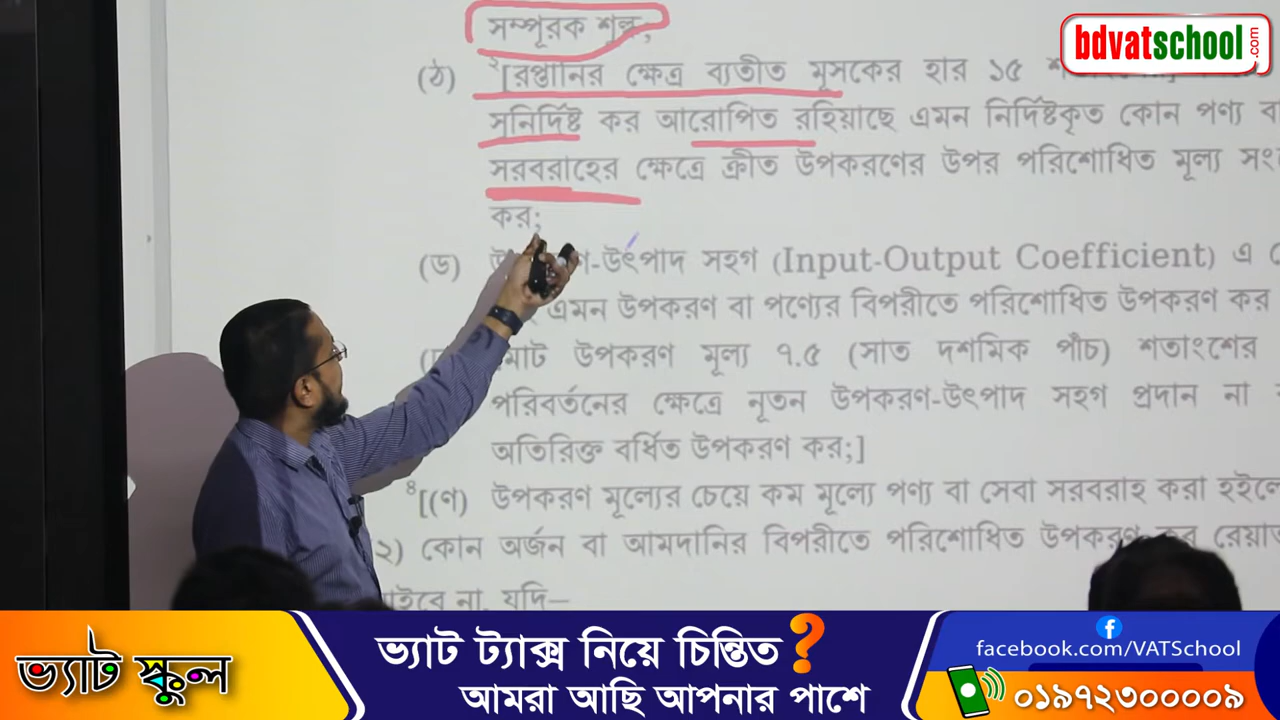 সম্পূরক শুল্ক;
bdvatschool.com
(ঠ) ২[রপ্তানির ক্ষেত্র ব্যতীত মূসকের হার ১৫
সুনির্দিষ্ট কর আরোপিত রহিয়াছে এমন নির্দিষ্টকৃত কোন পণ্য বা
সরবরাহের ক্ষেত্রে ক্রীত উপকরণের উপর পরিশোধিত মূল্য
কর;
(ড) -উৎপাদ সহগ (Input-Output Coefficient) এ
এমন উপকরণ বা পণ্যের বিপরীতে পরিশোধিত উপকরণ কর
উপকরণ মূল্য ৭.৫ (সাত দশমিক পাঁচ) শতাংশের
পরিবর্তনের ক্ষেত্রে নূতন উপকরণ-উৎপাদ সহগ প্রদান না
অতিরিক্ত বর্ধিত উপকরণ কর;]
৪[(ণ) উপকরণ মূল্যের চেয়ে কম মূল্যে পণ্য বা সেবা সরবরাহ করা হইলে
২) কোন অর্জন বা আমদানির বিপরীতে পরিশোধিত উপকরণ
না, যদি–
ভ্যাট স্কুল
ভ্যাট ট্যাক্স নিয়ে চিন্তিত?
আমরা আছি আপনার পাশে
facebook.com/VATSchool
০১৯৭২৩০০০০৯